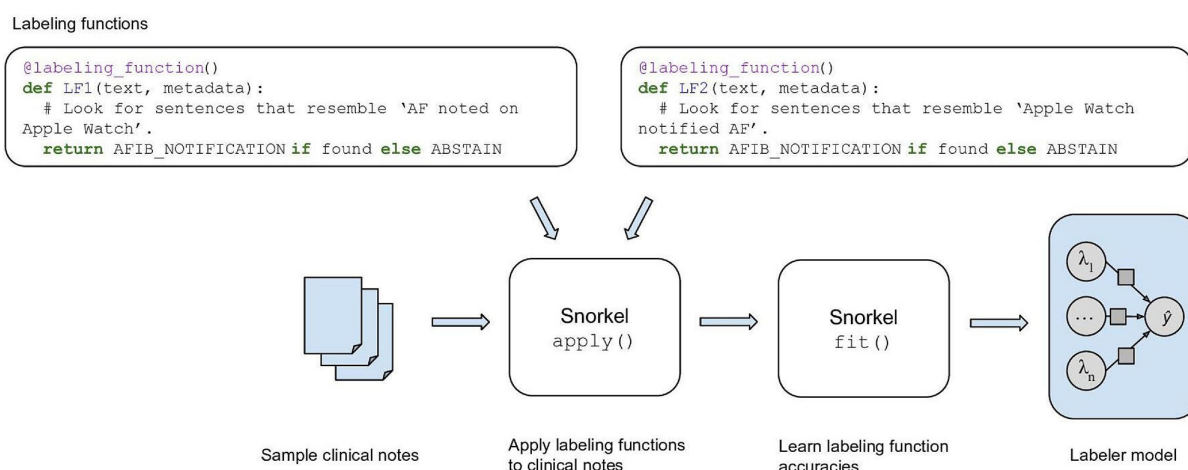 Labeling functions
@labeling_function()
def LF1(text, metadata):
# Look for sentences that resemble ‘AF noted on
Apple Watch’.
return AFIB_NOTIFICATION if found else ABSTAIN
@labeling_function()
def LF2(text, metadata):
# Look for sentences that resemble ‘Apple Watch
notified AF’.
return AFIB_NOTIFICATION if found else ABSTAIN
Snorkel
apply()
Snorkel
fit()
λ1
...
λn
ŷ
Sample clinical notes
Apply labeling functions
to clinical notes
Learn labeling function
accuracies
Labeler model